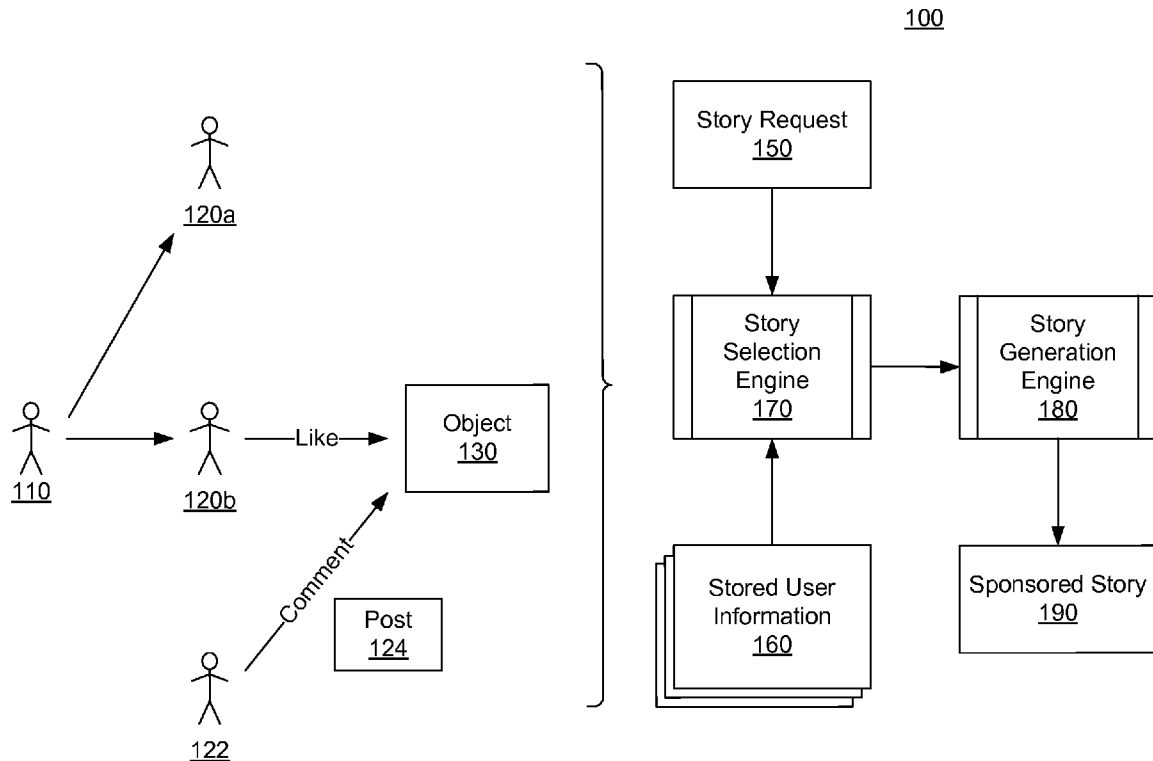 100
Story Request
150
120a
Story
Selection
Engine
170
Story
Generation
Engine
180
110
120b
Like
Object
130
Comment
Post
124
Stored User
Information
160
Sponsored Story
190
122